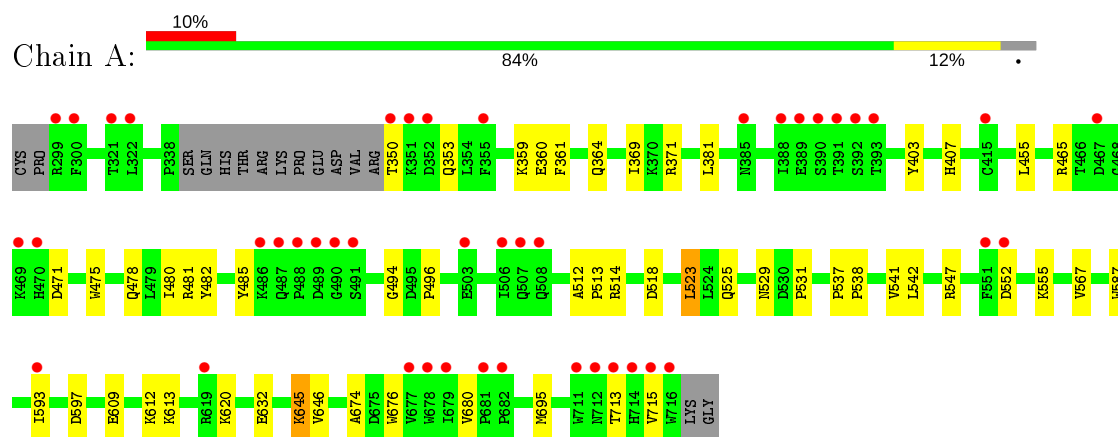 10%
Chain A:
84% 12% •
CYS PRO R299 F300 T321 L322 P338 SER GLN HIS THR ARG LYS PRO GLU ASP VAL ARG T350 K351 D352 Q353 L354 F355 K359 E360 F361 Q364 I369 K370 R371 L381 N385 I388 E389 S390 T391 S392 T393 Y403 H407 C415 L455 R465 T466 D467
K469 H470 D471 W475 Q478 L479 I480 R481 Y482 Y485 K486 Q487 P488 D489 G490 S491 G494 D495 P496 E503 I506 Q507 Q508 A512 P513 R514 D518 L523 L524 Q525 N529 D530 P531 P537 P538 V541 L542 R547 F551 D552 K555 V567
I593 D597 E609 K612 K613 R619 K620 E632 K645 V646 A674 D675 W676 V677 W678 I679 V680 P681 P682 M695 W711 N712 T713 H714 V715 W716 LYS GLY